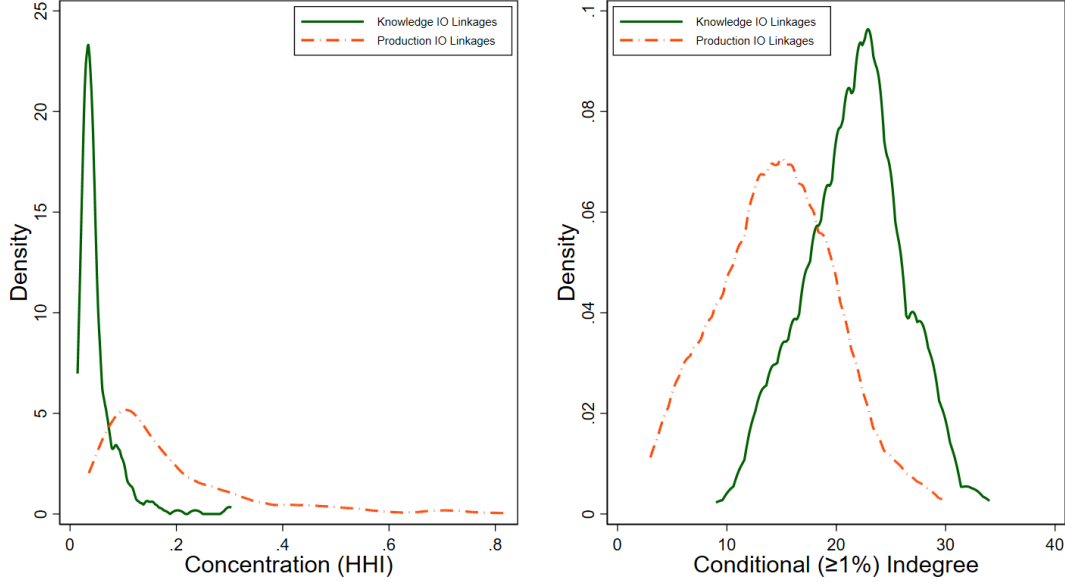 Knowledge IO Linkages
Production IO Linkages
25
20
15
10
5
0
Density
0
.2
.4
.6
.8
Concentration (HHI)
Knowledge IO Linkages
Production IO Linkages
.1
.08
.06
.04
.02
0
Density
0
10
20
30
40
Conditional (≥1%) Indegree